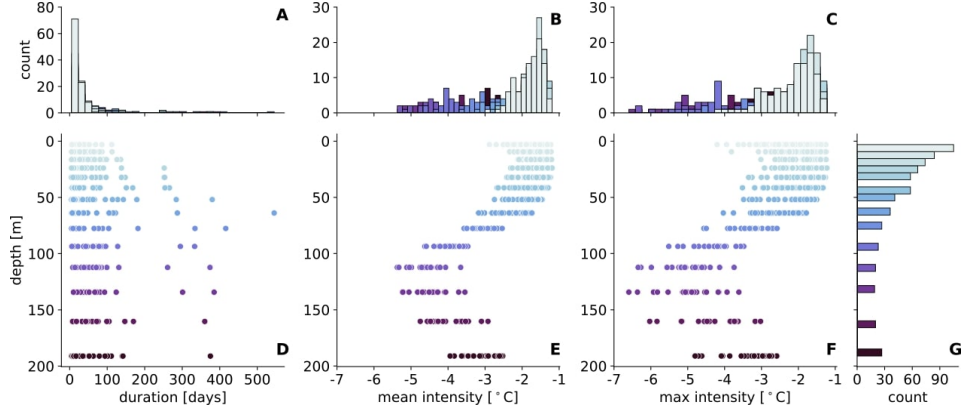 80
60
40
20
0
count
A
30
20
10
0
B
30
20
10
0
C
0
50
100
150
200
depth [m]
0 100 200 300 400 500
duration [days]
D
-7 -6 -5 -4 -3 -2 -1
mean intensity [°C]
E
-7 -6 -5 -4 -3 -2 -1
max intensity [°C]
F
0 30 60 90
count
G